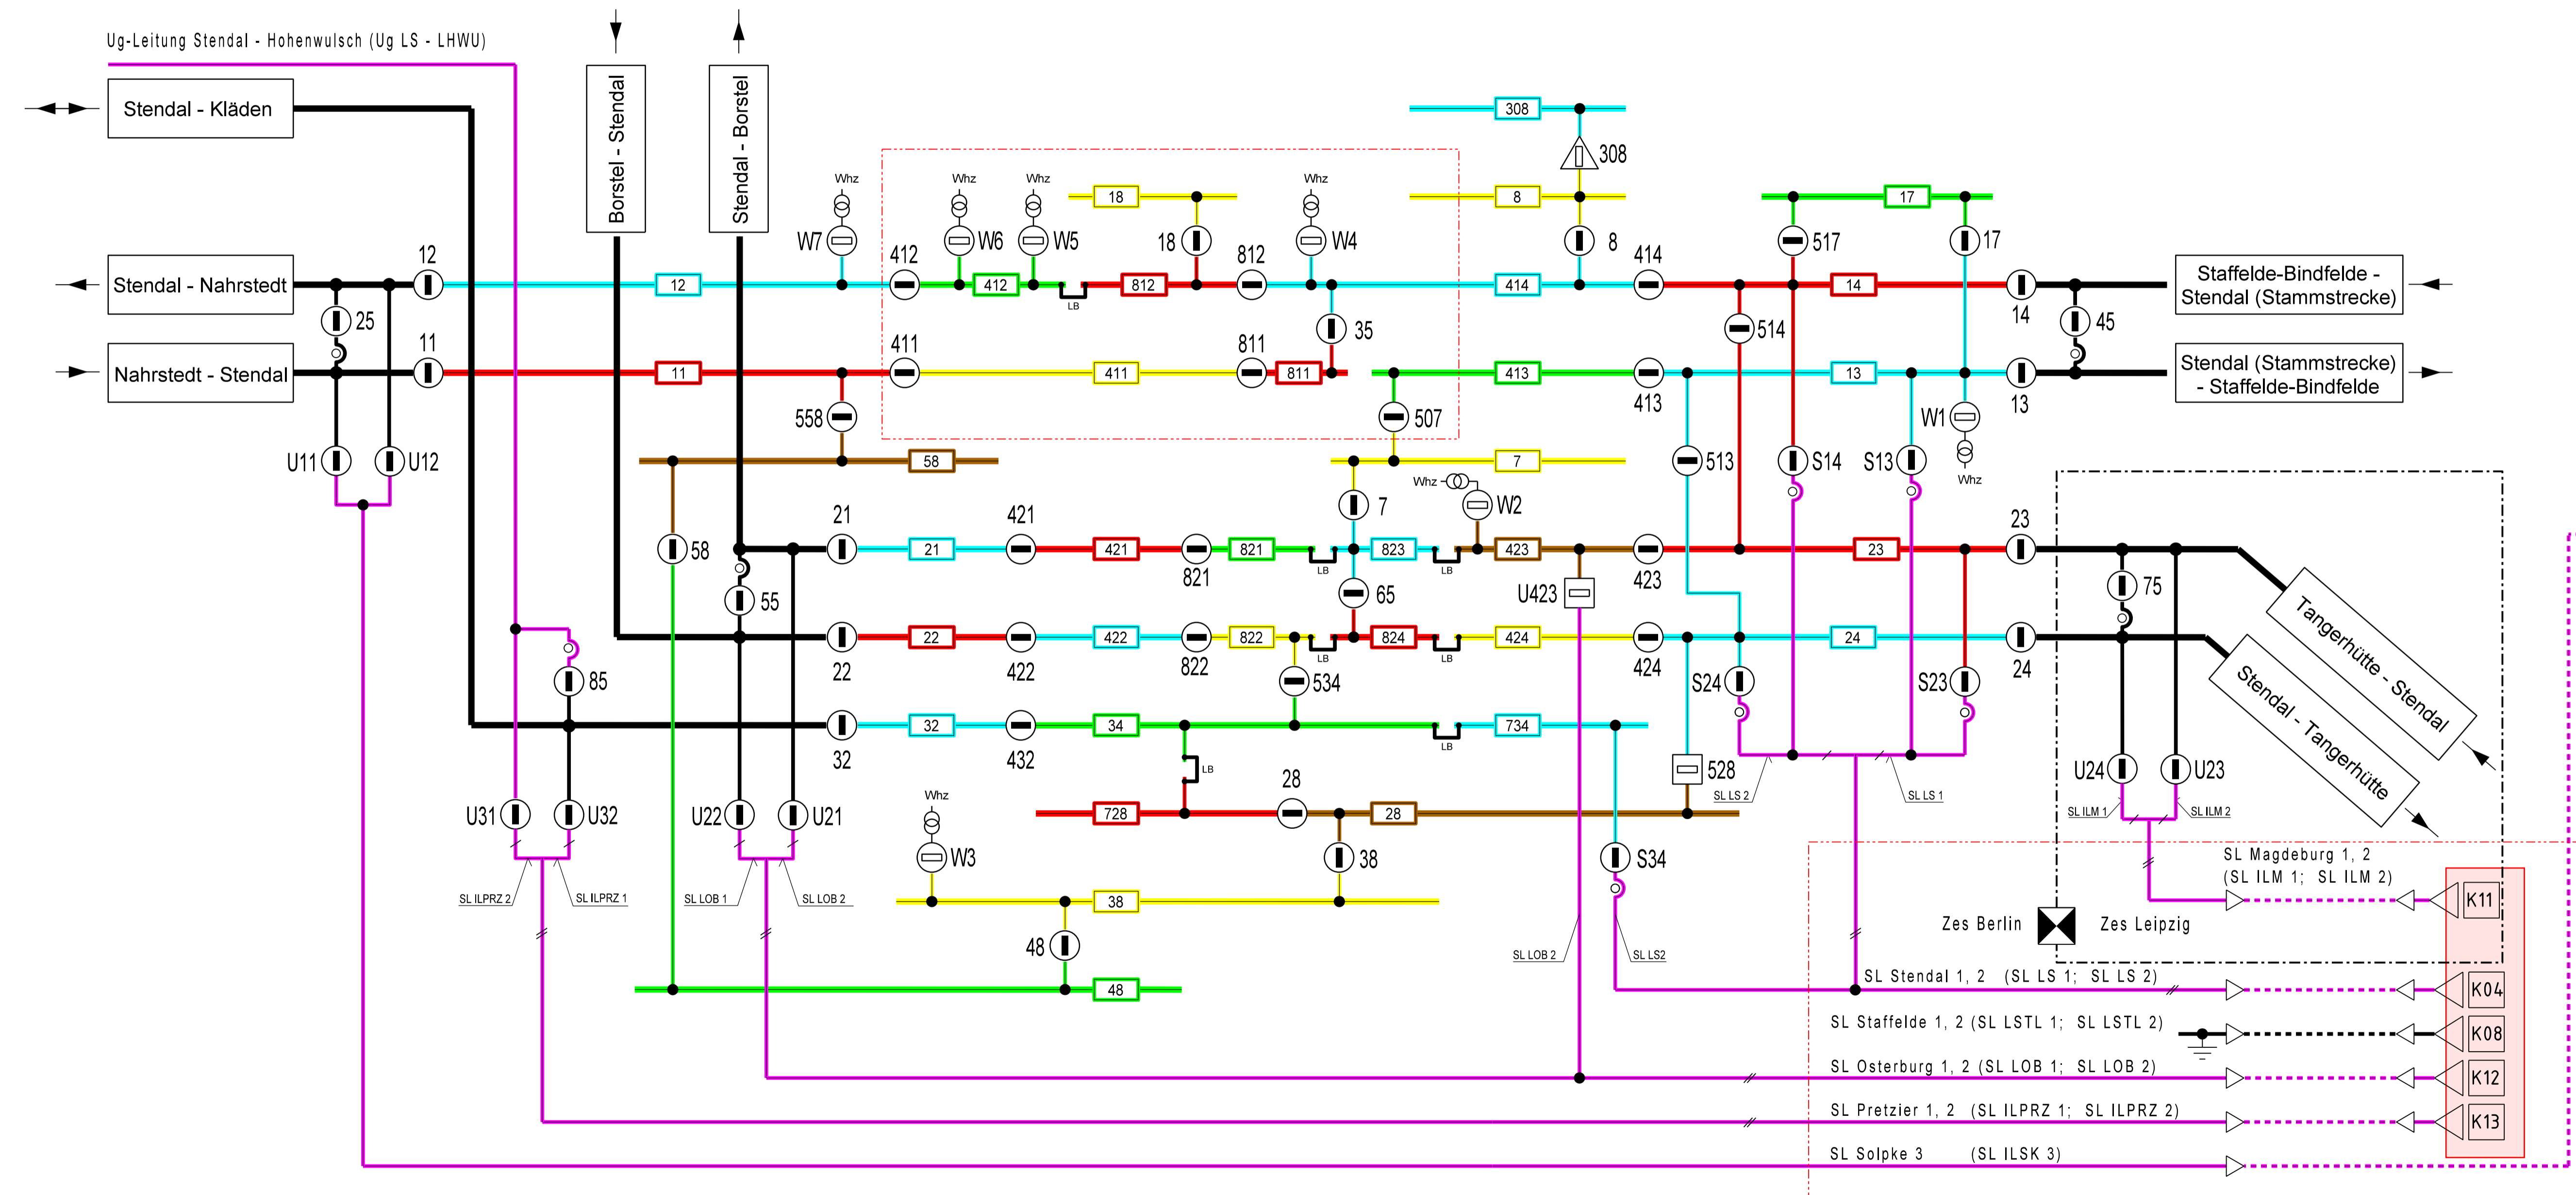 Ug-Leitung Stendal - Hohenwulsch (Ug LS - LHWU)
Stendal - Kläden
Borstel - Stendal
Stendal - Borstel
308
308
Whz
Whz
Whz
18
Whz
8
17
W7
W6
W5
18
W4
8
517
17
12
412
812
414
Stendal - Nahrstedt
12
412
LB
812
414
14
14
Staffelde-Bindfelde -
Stendal (Stammstrecke)
25
35
514
45
11
411
811
Nahrstedt - Stendal
11
411
811
413
413
13
13
Stendal (Stammstrecke)
- Staffelde-Bindfelde
558
507
W1
Whz
U11
U12
58
7
513
S14
S13
7
Whz
W2
58
21
421
23
21
421
821
821
LB
823
LB
423
423
23
55
65
U423
75
Tangerhütte - Stendal
22
22
422
422
822
822
LB
824
LB
424
424
24
24
Stendal - Tangerhütte
85
534
S24
S23
32
32
432
34
LB
734
LB
528
U24
U23
SL LS 2
SL LS 1
SL ILM 1
SL ILM 2
28
U31
U32
U22
U21
Whz
728
28
W3
38
S34
SL Magdeburg 1, 2
(SL ILM 1; SL ILM 2)
SL ILPRZ 2
SL ILPRZ 1
SL LOB 1
SL LOB 2
38
K11
48
Zes Berlin
Zes Leipzig
SL LOB 2
SL LS2
48
SL Stendal 1, 2 (SL LS 1; SL LS 2)
K04
SL Staffelde 1, 2 (SL LSTL 1; SL LSTL 2)
K08
SL Osterburg 1, 2 (SL LOB 1; SL LOB 2)
K12
SL Pretzier 1, 2 (SL ILPRZ 1; SL ILPRZ 2)
K13
SL Solpke 3 (SL ILSK 3)